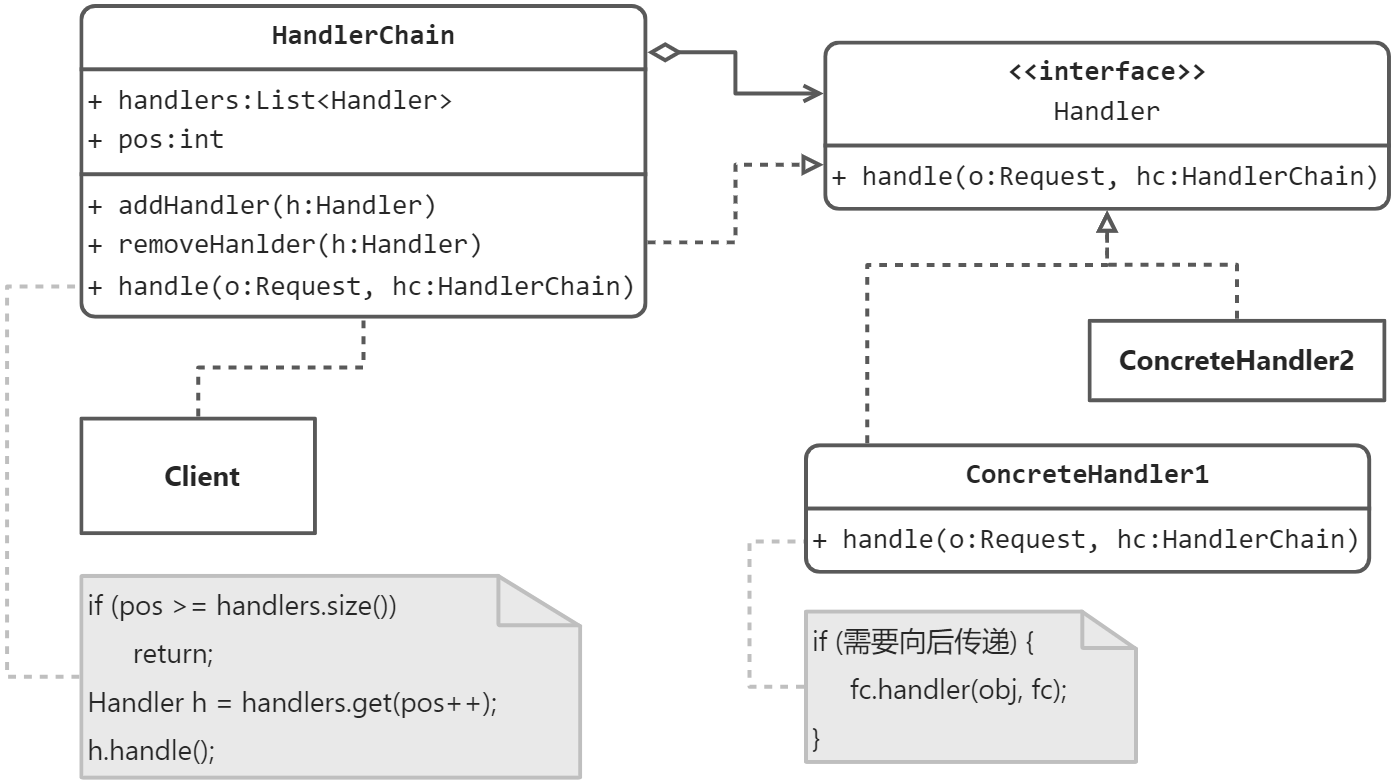 HandlerChain
+ handlers:List<Handler>
+ pos:int
+ addHandler(h:Handler)
+ removeHanlder(h:Handler)
+ handle(o:Request, hc:HandlerChain)
<<interface>>
Handler
+ handle(o:Request, hc:HandlerChain)
ConcreteHandler2
Client
ConcreteHandler1
+ handle(o:Request, hc:HandlerChain)
if (pos >= handlers.size())
return;
Handler h = handlers.get(pos++);
h.handle();
if (需要向后传递) {
fc.handler(obj, fc);
}